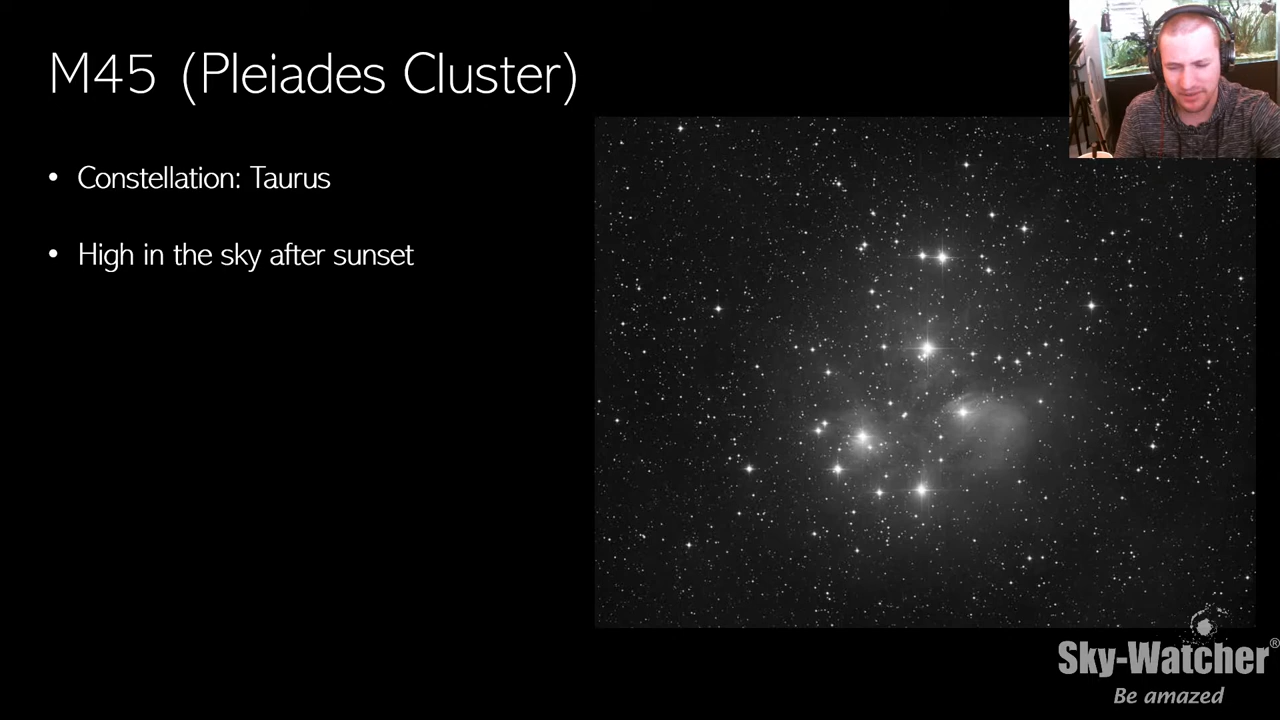 M45 (Pleiades Cluster)
• Constellation: Taurus
• High in the sky after sunset
Sky-Watcher®
Be amazed